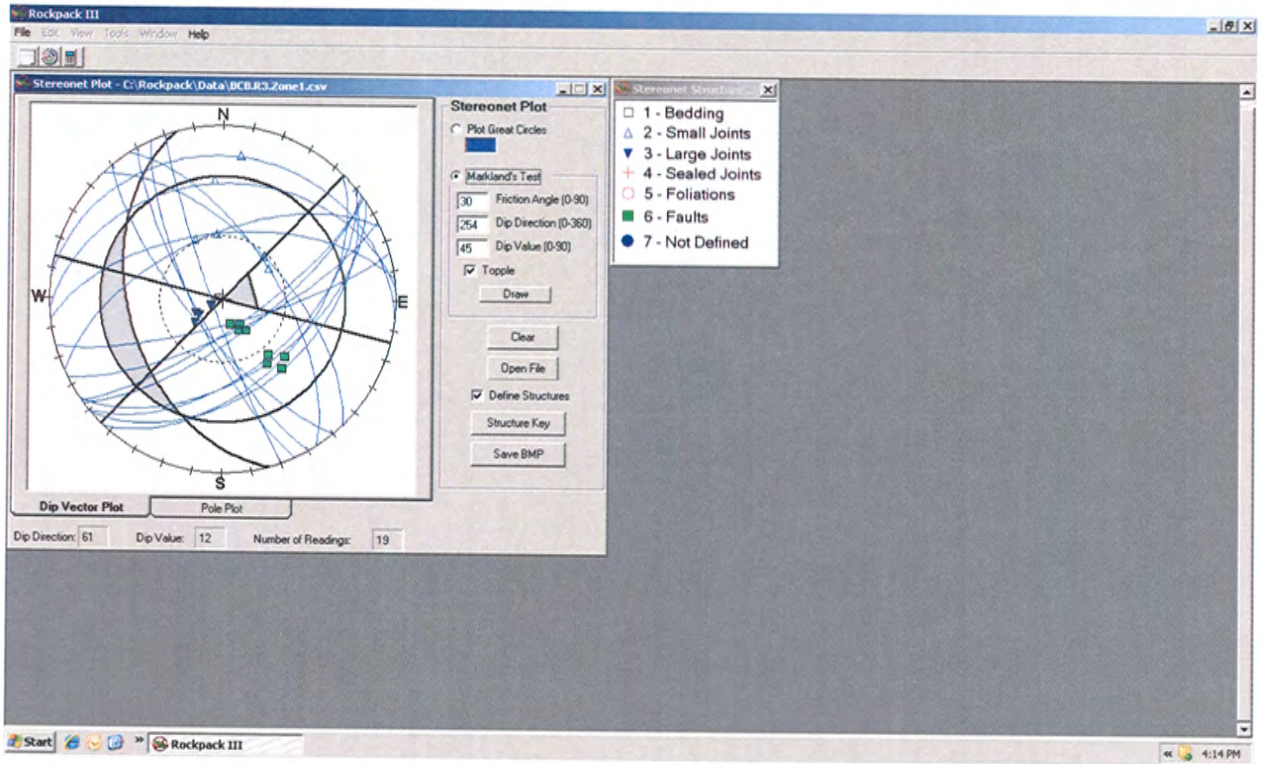 Rockpack III
File Edit View Tools Window Help
Stereonet Plot - C:\Rockpack\Data\BCB.R3.Zone1.csv
N
W
E
S
Stereonet Plot
Plot Great Circles
Markland's Test
30 Friction Angle (0-90)
254 Dip Direction (0-360)
45 Dip Value (0-90)
Topple
Draw
Clear
Open File
Define Structures
Structure Key
Save BMP
Dip Vector Plot
Pole Plot
Dip Direction: 61 Dip Value: 12 Number of Readings: 19
Stereonet Structure...
1 - Bedding
2 - Small Joints
3 - Large Joints
4 - Sealed Joints
5 - Foliations
6 - Faults
7 - Not Defined
Start
»
Rockpack III
«
4:14 PM